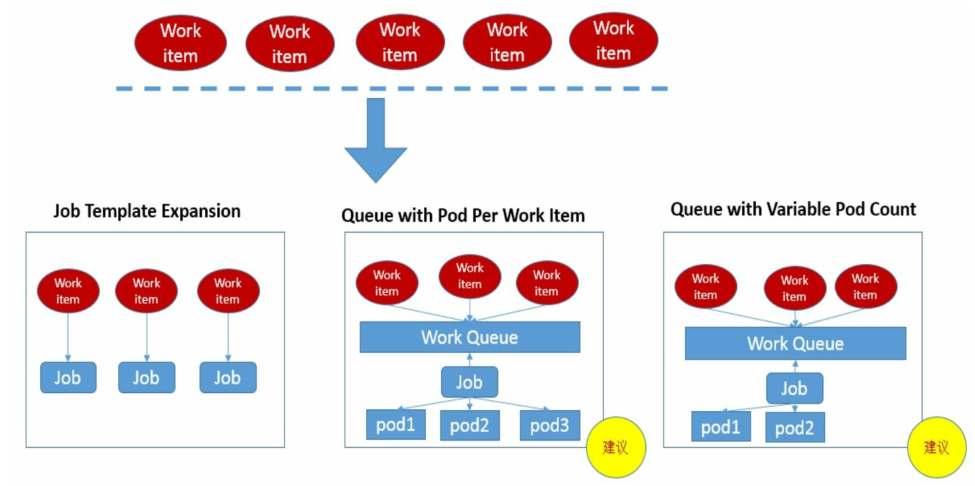 Work
item
Work
item
Work
item
Work
item
Work
item
Job Template Expansion
Work
item
Work
item
Work
item
Job
Job
Job
Queue with Pod Per Work Item
Work
item
Work
item
Work
item
Work Queue
Job
pod1
pod2
pod3
建议
Queue with Variable Pod Count
Work
item
Work
item
Work
item
Work Queue
Job
pod1
pod2
建议